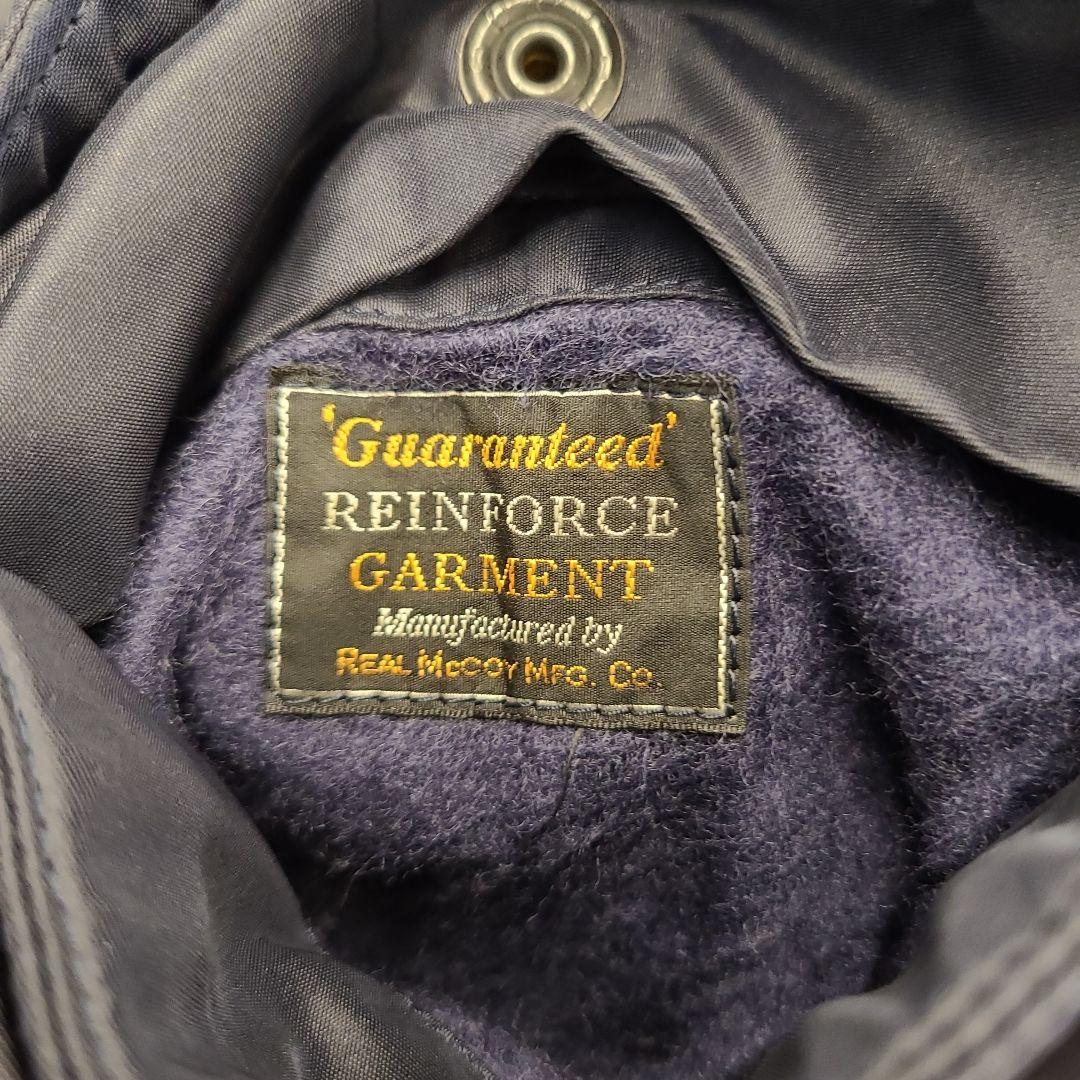 'Guaranteed'
REINFORCE
GARMENT
Manufactured by
REAL McCOY MFG. CO.